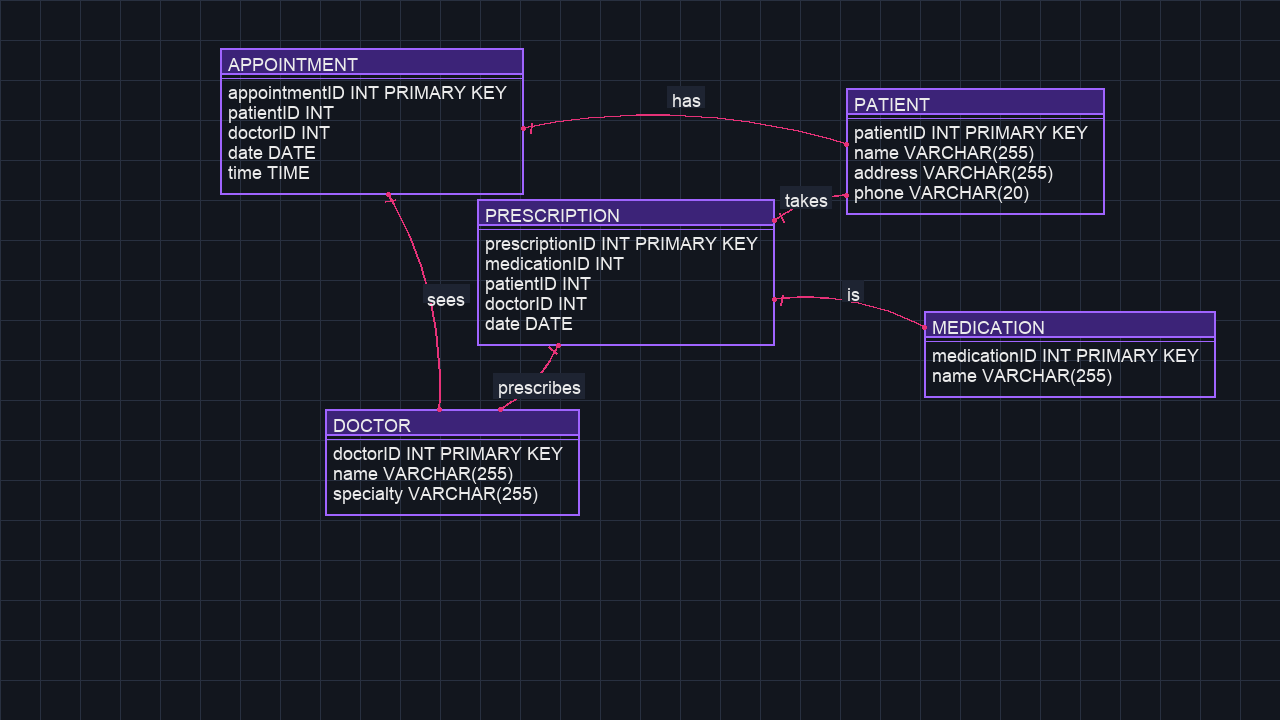 APPOINTMENT
appointmentID INT PRIMARY KEY
patientID INT
doctorID INT
date DATE
time TIME
has
PATIENT
patientID INT PRIMARY KEY
name VARCHAR(255)
address VARCHAR(255)
phone VARCHAR(20)
takes
PRESCRIPTION
prescriptionID INT PRIMARY KEY
medicationID INT
patientID INT
doctorID INT
date DATE
sees
is
MEDICATION
medicationID INT PRIMARY KEY
name VARCHAR(255)
prescribes
DOCTOR
doctorID INT PRIMARY KEY
name VARCHAR(255)
specialty VARCHAR(255)